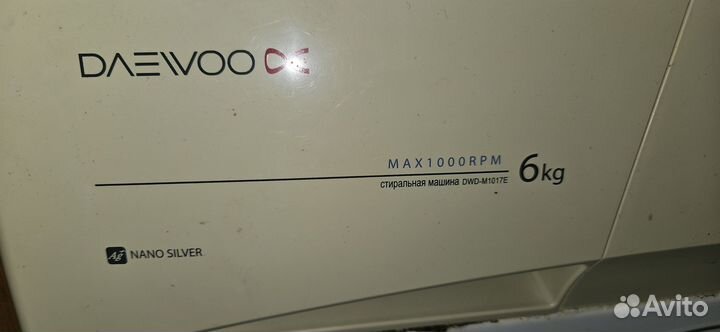 DAEWOO
MAX1000RPM
стиральная машина DWD-M1017E 6kg
Ag NANO SILVER
Avito